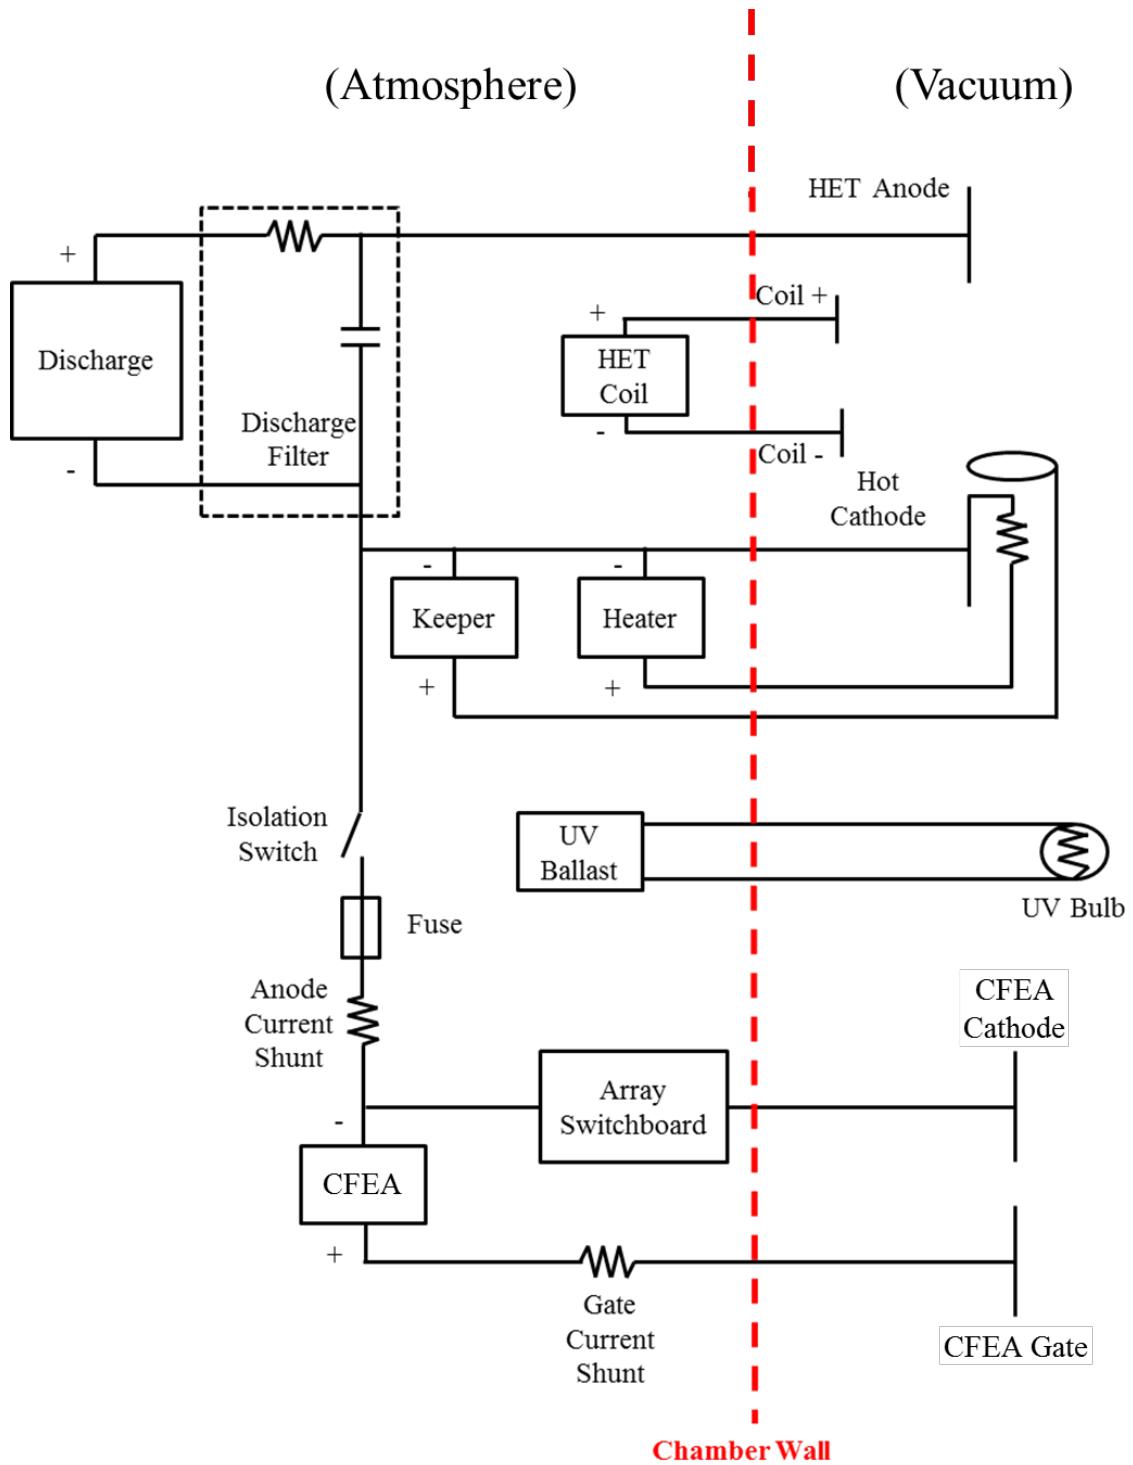 (Atmosphere)
(Vacuum)
HET Anode
+
Discharge
-
Discharge
Filter
Coil +
+
HET
Coil
-
Coil -
Hot
Cathode
-
Keeper
+
-
Heater
+
Isolation
Switch
UV
Ballast
UV Bulb
Fuse
Anode
Current
Shunt
CFEA
Cathode
Array
Switchboard
-
CFEA
+
Gate
Current
Shunt
CFEA Gate
Chamber Wall